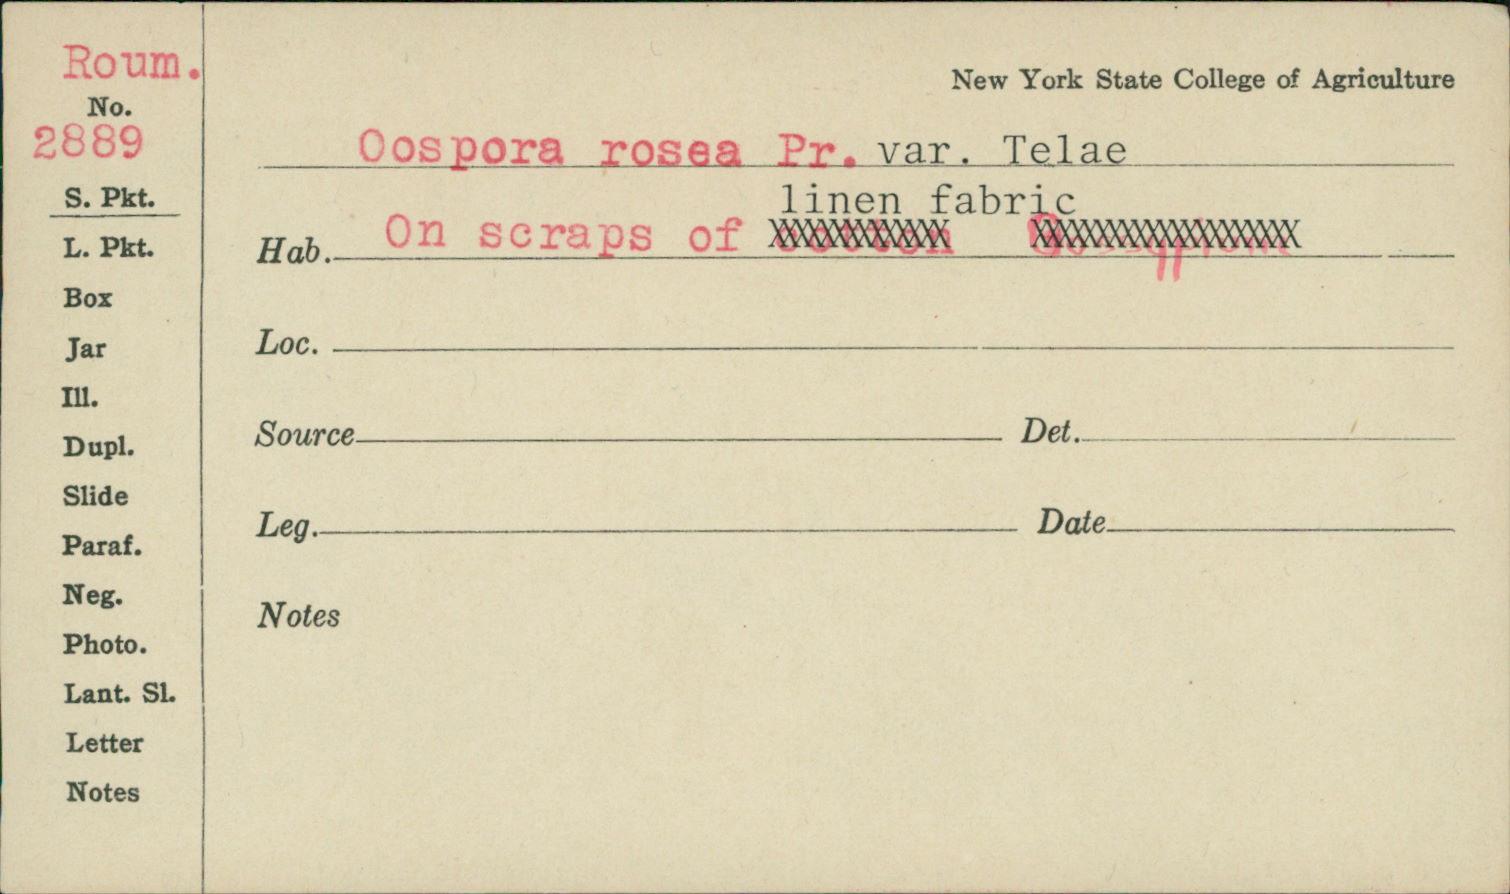 Roum.
No.
2889
S. Pkt.
L. Pkt.
Box
Jar
Ill.
Dupl.
Slide
Paraf.
Neg.
Photo.
Lant. Sl.
Letter
Notes
New York State College of Agriculture
Oospora rosea Pr. var. Telae
linen fabric
Hab. On scraps of cotton Gossypium
Loc.
Source Det.
Leg. Date
Notes